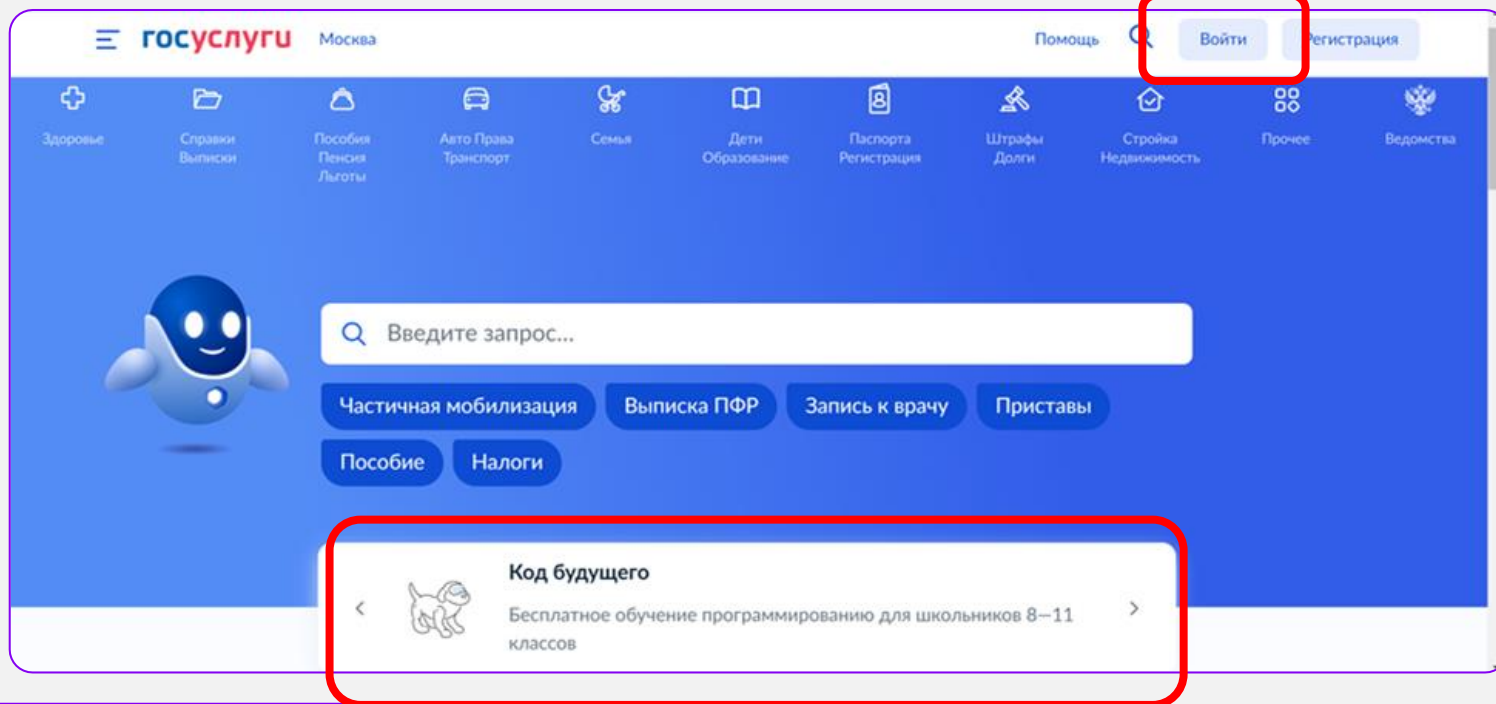 госуслуги Москва Помощь Войти Регистрация
Здоровье Справки Пособия Авто Права Семья Дети Паспорта Штрафы Стройка Прочее Ведомства
Выписки Пенсия Транспорт Образование Регистрация Долги Недвижимость
Льготы
Введите запрос...
Частичная мобилизация Выписка ПФР Запись к врачу Приставы
Пособие Налоги
Код будущего
Бесплатное обучение программированию для школьников 8—11
классов